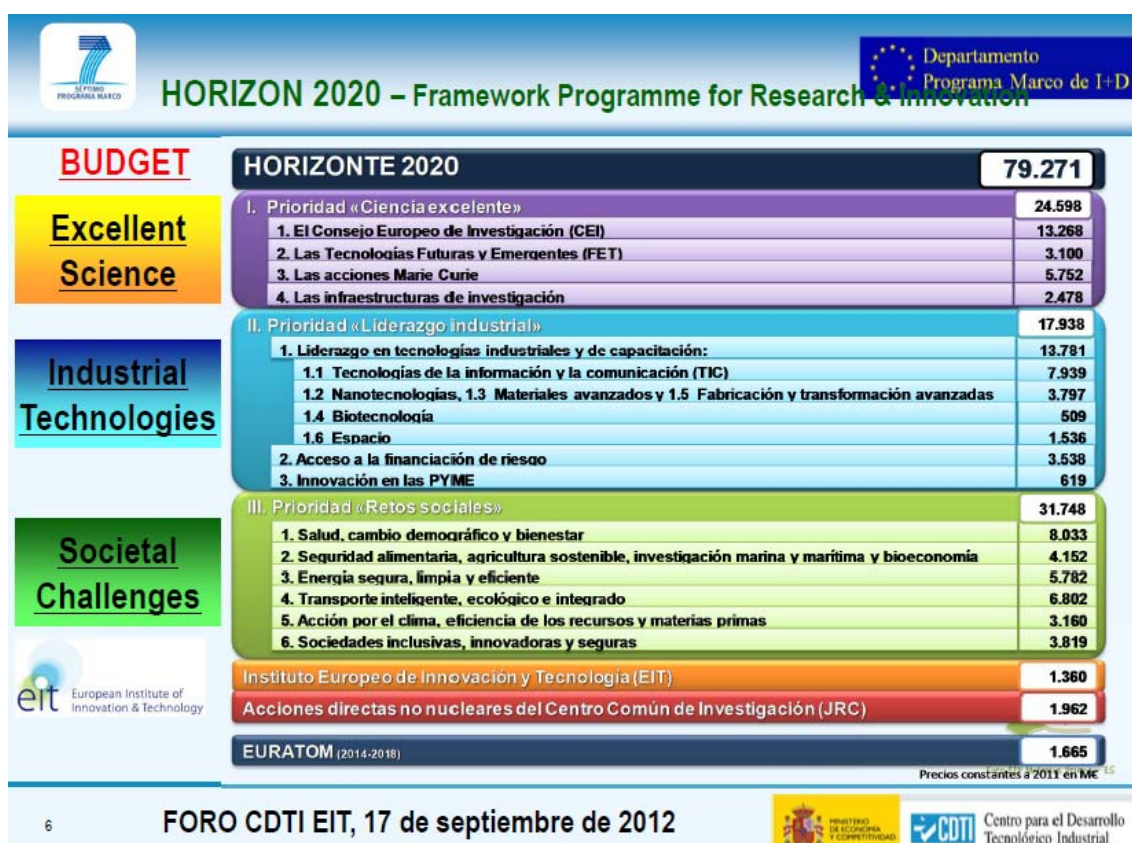 SÉPTIMO
PROGRAMA MARCO
Departamento
Programa Marco de I+D
HORIZON 2020 – Framework Programme for Research & Innovation
BUDGET
HORIZONTE 2020 79.271
Excellent
Science
I. Prioridad «Ciencia excelente» 24.598
1. El Consejo Europeo de Investigación (CEI) 13.268
2. Las Tecnologías Futuras y Emergentes (FET) 3.100
3. Las acciones Marie Curie 5.752
4. Las infraestructuras de investigación 2.478
Industrial
Technologies
II. Prioridad «Liderazgo industrial» 17.938
1. Liderazgo en tecnologías industriales y de capacitación: 13.781
1.1 Tecnologías de la información y la comunicación (TIC) 7.939
1.2 Nanotecnologías, 1.3 Materiales avanzados y 1.5 Fabricación y transformación avanzadas 3.797
1.4 Biotecnología 509
1.6 Espacio 1.536
2. Acceso a la financiación de riesgo 3.538
3. Innovación en las PYME 619
Societal
Challenges
III. Prioridad «Retos sociales» 31.748
1. Salud, cambio demográfico y bienestar 8.033
2. Seguridad alimentaria, agricultura sostenible, investigación marina y marítima y bioeconomía 4.152
3. Energía segura, limpia y eficiente 5.782
4. Transporte inteligente, ecológico e integrado 6.802
5. Acción por el clima, eficiencia de los recursos y materias primas 3.160
6. Sociedades inclusivas, innovadoras y seguras 3.819
eit European Institute of
Innovation & Technology
Instituto Europeo de Innovación y Tecnología (EIT) 1.360
Acciones directas no nucleares del Centro Común de Investigación (JRC) 1.962
EURATOM (2014-2018) 1.665
Precios constantes a 2011 en M€
6
FORO CDTI EIT, 17 de septiembre de 2012
MINISTERIO
DE ECONOMÍA
Y COMPETITIVIDAD
CDTI
Centro para el Desarrollo
Tecnológico Industrial